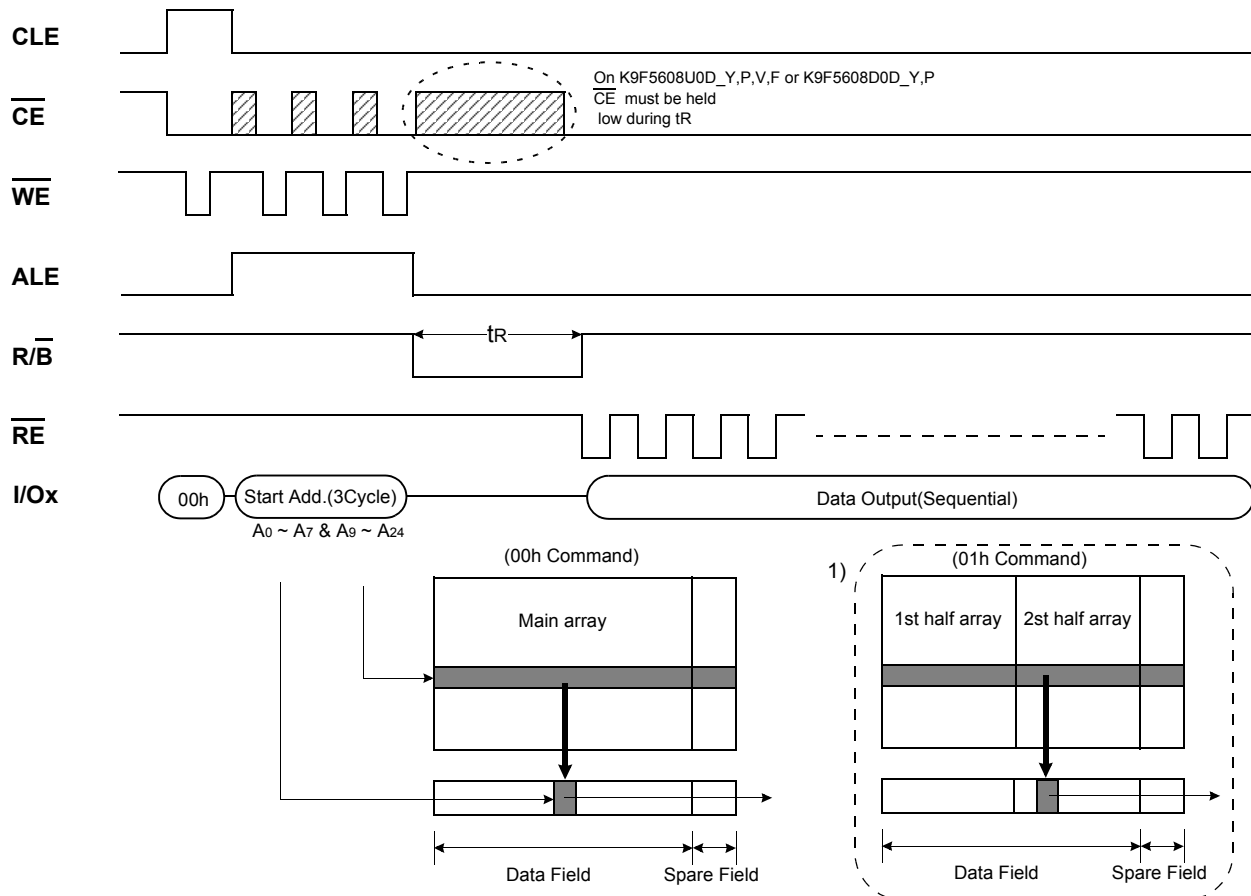 CLE
On K9F5608U0D_Y,P,V,F or K9F5608D0D_Y,P
CE must be held
low during tR
CE
WE
ALE
tR
R/B
RE
I/Ox
00h
Start Add.(3Cycle)
Data Output(Sequential)
A0 ~ A7 & A9 ~ A24
(00h Command)
1)
(01h Command)
Main array
1st half array
2st half array
Data Field
Spare Field
Data Field
Spare Field